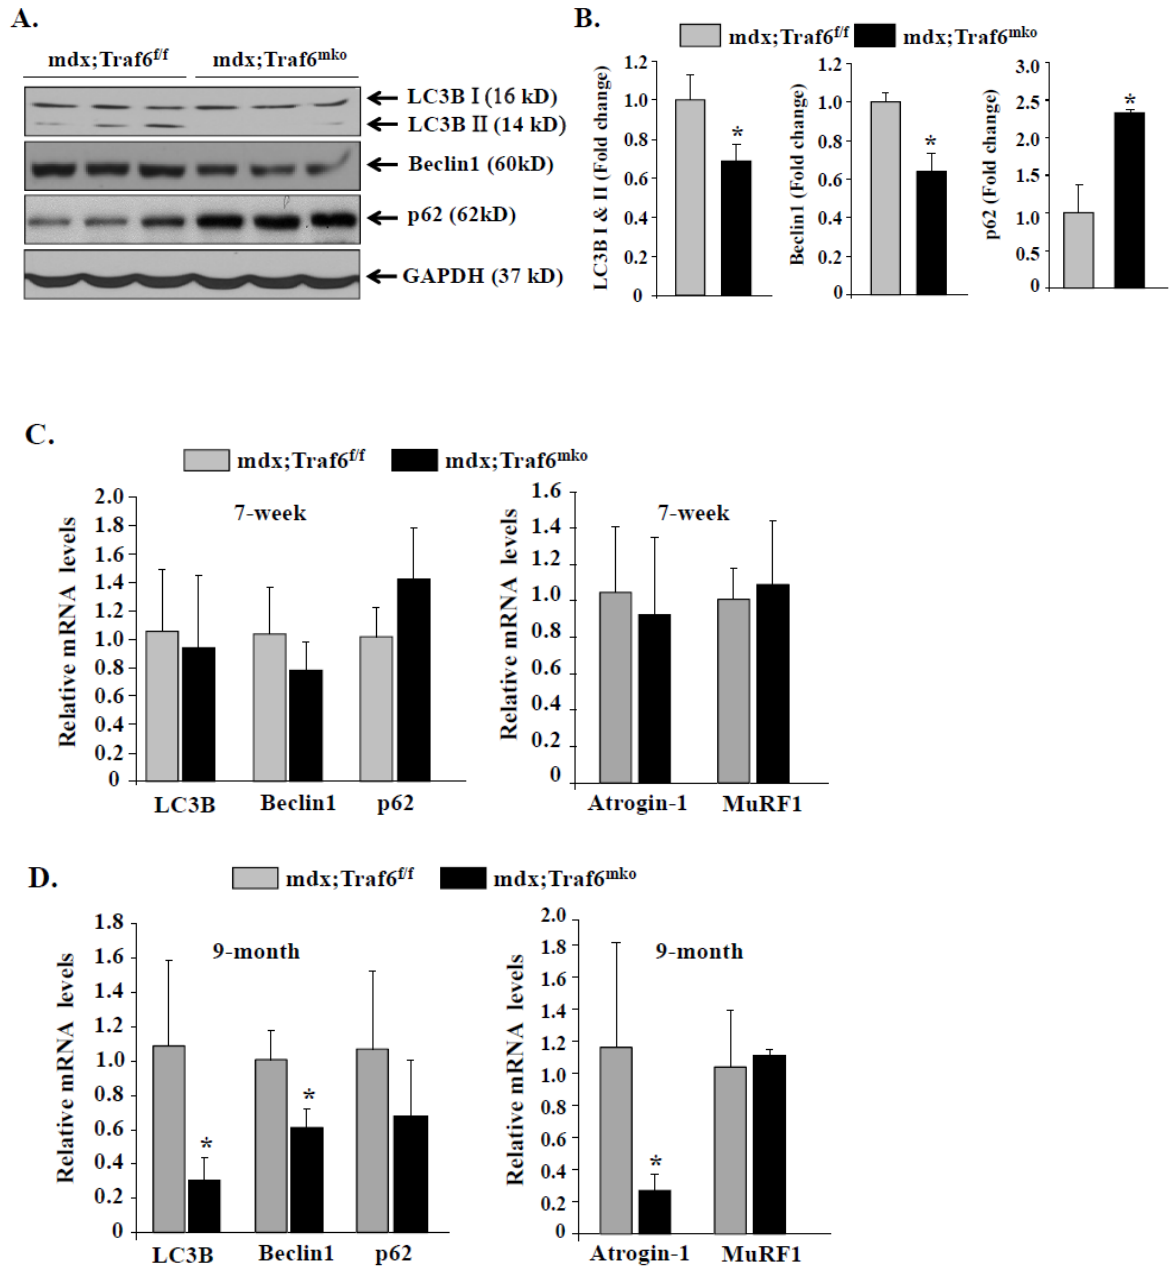 A.
mdx;Traf6f/f mdx;Traf6mko
LC3B I (16 kD)
LC3B II (14 kD)
Beclin1 (60kD)
p62 (62kD)
GAPDH (37 kD)
B.
mdx;Traf6f/f mdx;Traf6mko
LC3B I & II (Fold change)
1.2
1.0
0.8
0.6
0.4
0.2
0
*
Beclin1 (Fold change)
1.2
1.0
0.8
0.6
0.4
0.2
0
*
p62 (Fold change)
3.0
2.5
2.0
1.5
1.0
0.5
0
*
C.
mdx;Traf6f/f mdx;Traf6mko
7-week
Relative mRNA levels
2.0
1.8
1.6
1.4
1.2
1.0
0.8
0.6
0.4
0.2
0
LC3B Beclin1 p62
7-week
Relative mRNA levels
1.6
1.4
1.2
1.0
0.8
0.6
0.4
0.2
0
Atrogin-1 MuRF1
D.
mdx;Traf6f/f mdx;Traf6mko
9-month
Relative mRNA levels
1.8
1.6
1.4
1.2
1.0
0.8
0.6
0.4
0.2
0
* *
LC3B Beclin1 p62
9-month
Relative mRNA levels
2.0
1.8
1.6
1.4
1.2
1.0
0.8
0.6
0.4
0.2
0
*
Atrogin-1 MuRF1